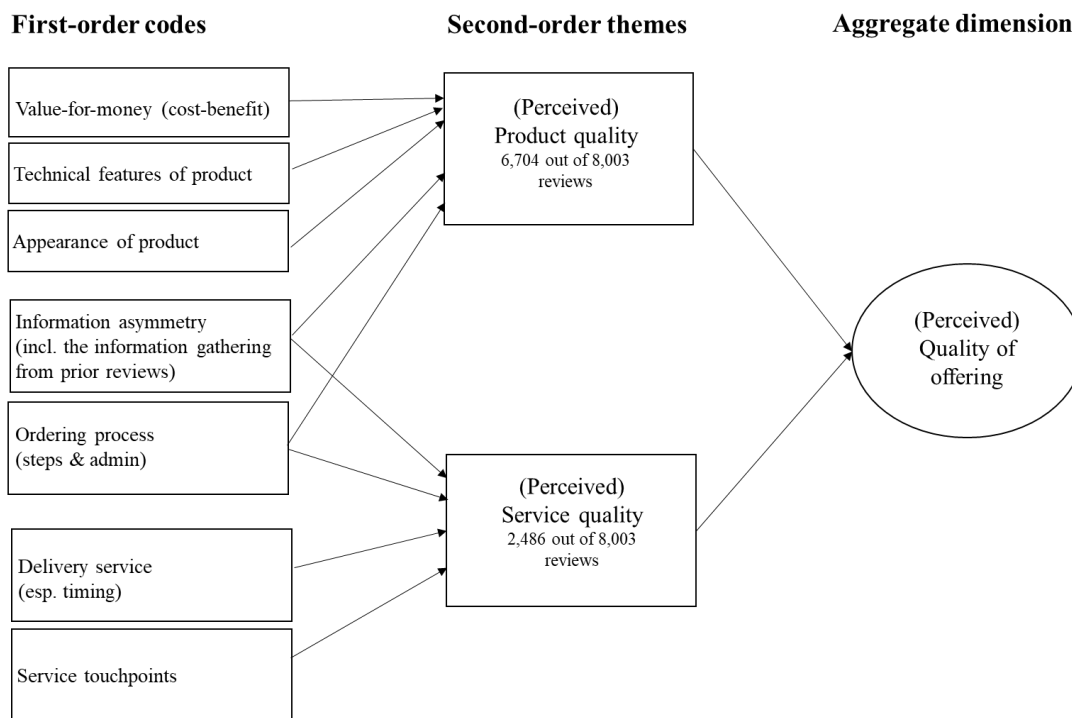 First-order codes
Second-order themes
Aggregate dimension
Value-for-money (cost-benefit)
Technical features of product
Appearance of product
Information asymmetry
(incl. the information gathering
from prior reviews)
Ordering process
(steps & admin)
Delivery service
(esp. timing)
Service touchpoints
(Perceived)
Product quality
6,704 out of 8,003
reviews
(Perceived)
Service quality
2,486 out of 8,003
reviews
(Perceived)
Quality of
offering